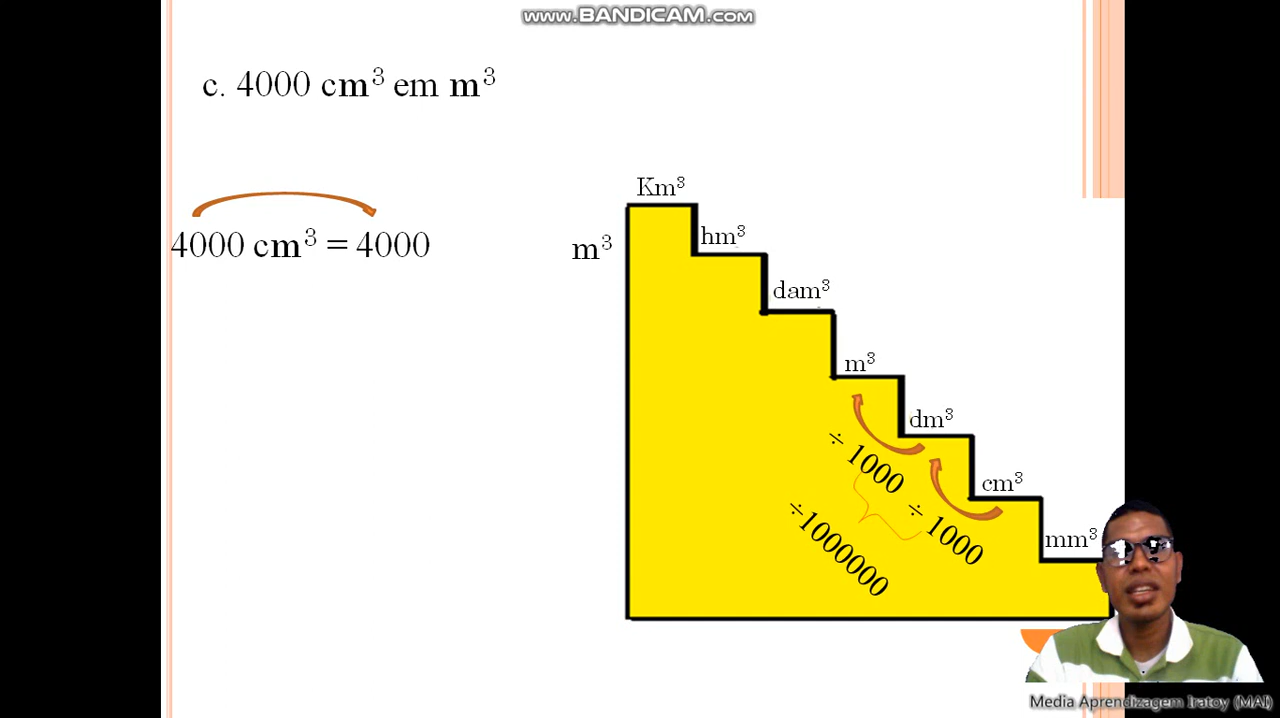 www.BANDICAM.com
c. 4000 cm³ em m³
4000 cm³ = 4000
m³
Km³
hm³
dam³
m³
dm³
cm³
mm³
÷ 1000
÷ 1000
÷1000000
Media Aprendizagem Iratoy (MAI)